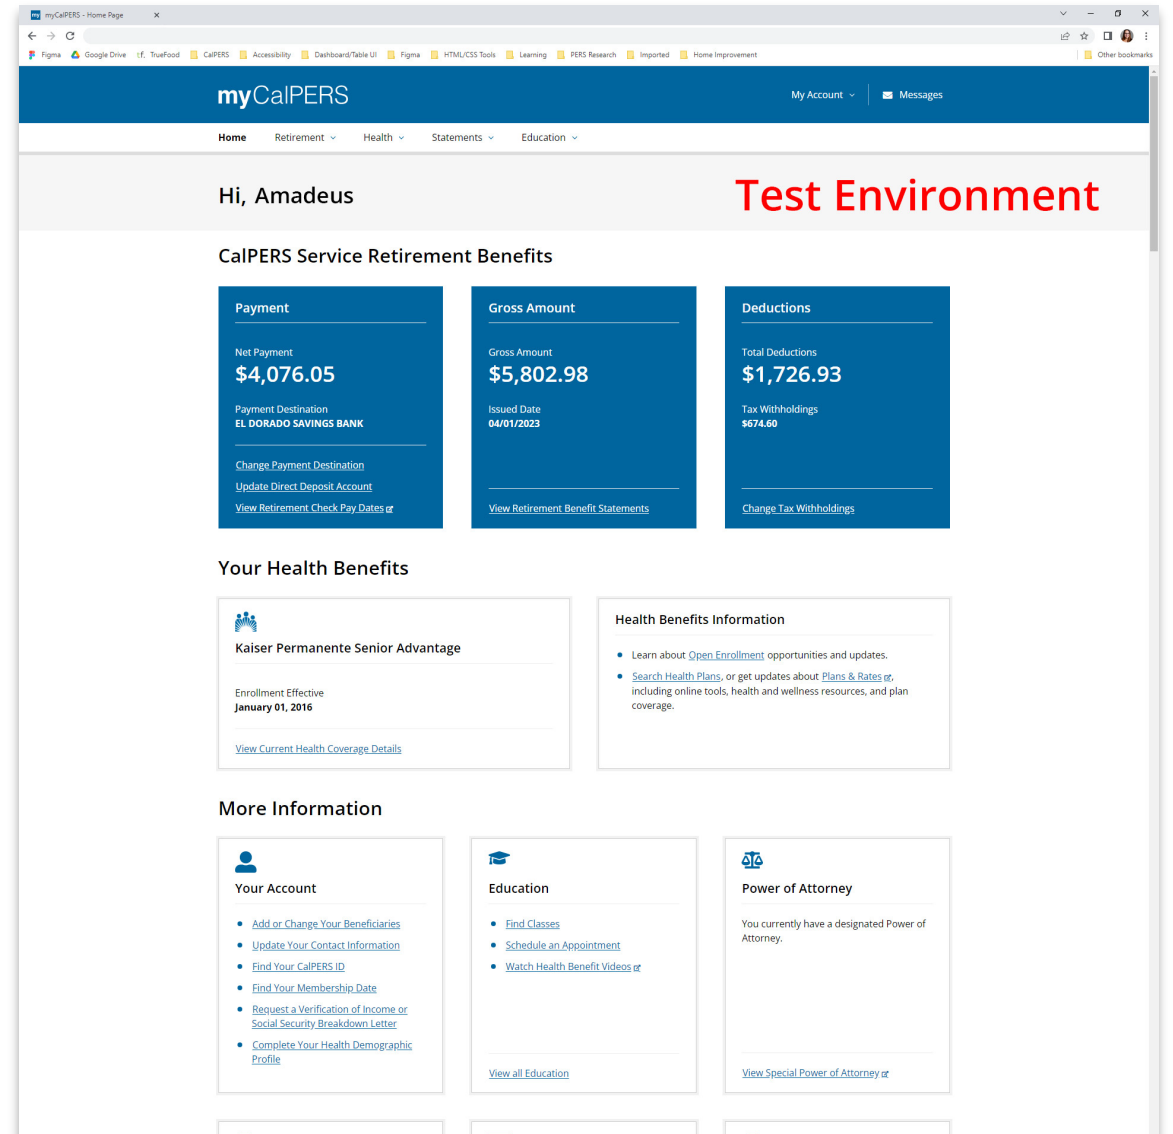 my myCalPERS - Home Page
Figma Google Drive tf. TrueFood CalPERS Accessibility Dashboard/Table UI Figma HTML/CSS Tools Learning PERS Research Imported Home Improvement Other bookmarks
myCalPERS
My Account Messages
Home Retirement Health Statements Education
Hi, Amadeus
Test Environment
CalPERS Service Retirement Benefits
Payment
Net Payment
$4,076.05
Payment Destination
EL DORADO SAVINGS BANK
Change Payment Destination
Update Direct Deposit Account
View Retirement Check Pay Dates
Gross Amount
Gross Amount
$5,802.98
Issued Date
04/01/2023
View Retirement Benefit Statements
Deductions
Total Deductions
$1,726.93
Tax Withholdings
$674.60
Change Tax Withholdings
Your Health Benefits
Kaiser Permanente Senior Advantage
Enrollment Effective
January 01, 2016
View Current Health Coverage Details
Health Benefits Information
Learn about Open Enrollment opportunities and updates.
Search Health Plans, or get updates about Plans & Rates,
including online tools, health and wellness resources, and plan
coverage.
More Information
Your Account
Add or Change Your Beneficiaries
Update Your Contact Information
Find Your CalPERS ID
Find Your Membership Date
Request a Verification of Income or
Social Security Breakdown Letter
Complete Your Health Demographic
Profile
Education
Find Classes
Schedule an Appointment
Watch Health Benefit Videos
View all Education
Power of Attorney
You currently have a designated Power of
Attorney.
View Special Power of Attorney